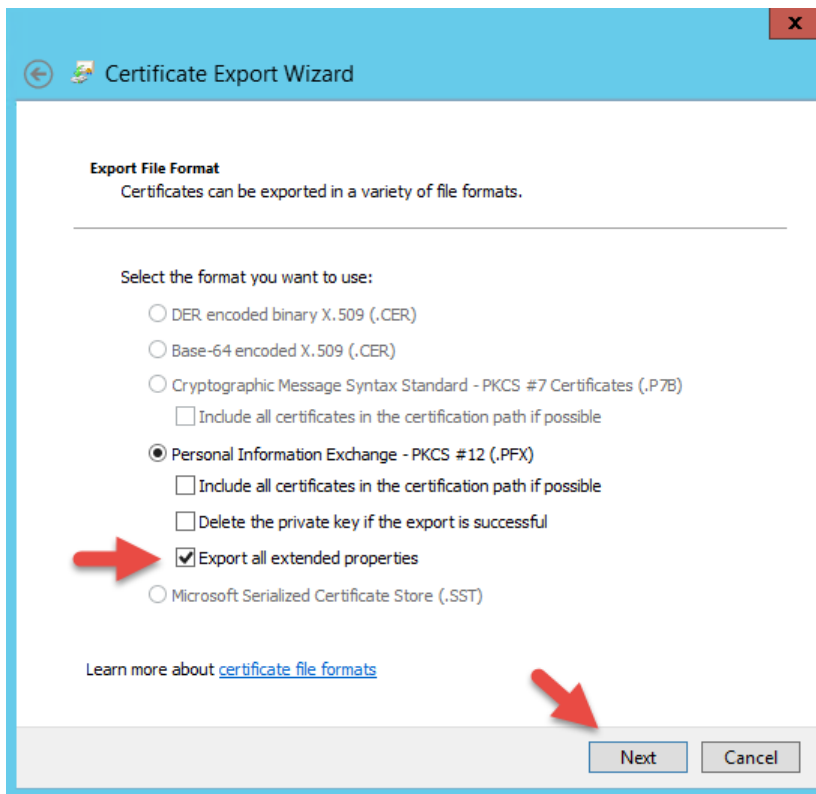 x
Certificate Export Wizard
Export File Format
Certificates can be exported in a variety of file formats.
Select the format you want to use:
DER encoded binary X.509 (.CER)
Base-64 encoded X.509 (.CER)
Cryptographic Message Syntax Standard - PKCS #7 Certificates (.P7B)
Include all certificates in the certification path if possible
Personal Information Exchange - PKCS #12 (.PFX)
Include all certificates in the certification path if possible
Delete the private key if the export is successful
Export all extended properties
Microsoft Serialized Certificate Store (.SST)
Learn more about certificate file formats
Next Cancel